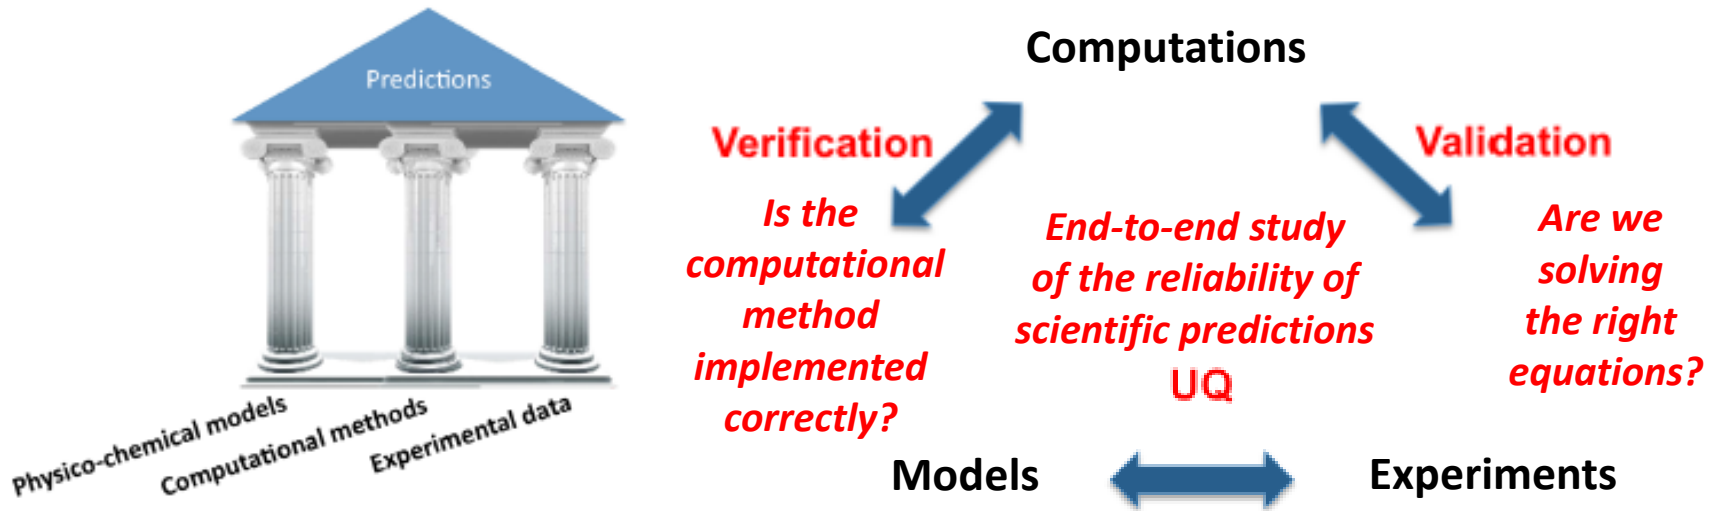 Predictions
Physico-chemical models
Computational methods
Experimental data
Computations
Verification
Validation
Is the
computational
method
implemented
correctly?
End-to-end study
of the reliability of
scientific predictions
UQ
Are we
solving
the right
equations?
Models
Experiments